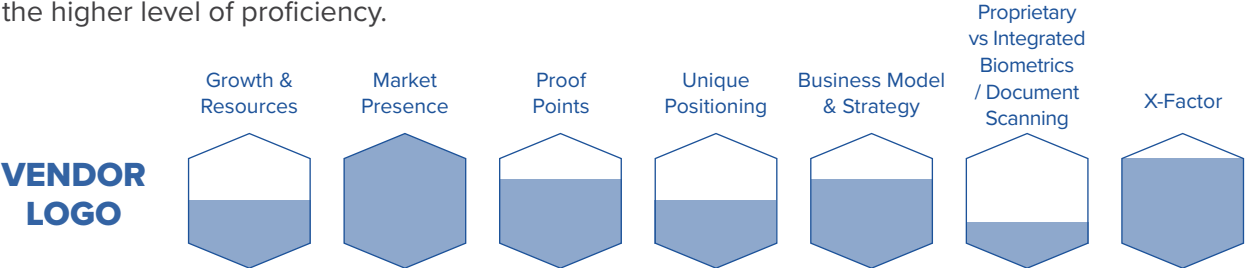 the higher level of proficiency.
Growth &
Resources
Market
Presence
Proof
Points
Unique
Positioning
Business Model
& Strategy
Proprietary
vs Integrated
Biometrics
/ Document
Scanning
X-Factor
VENDOR
LOGO